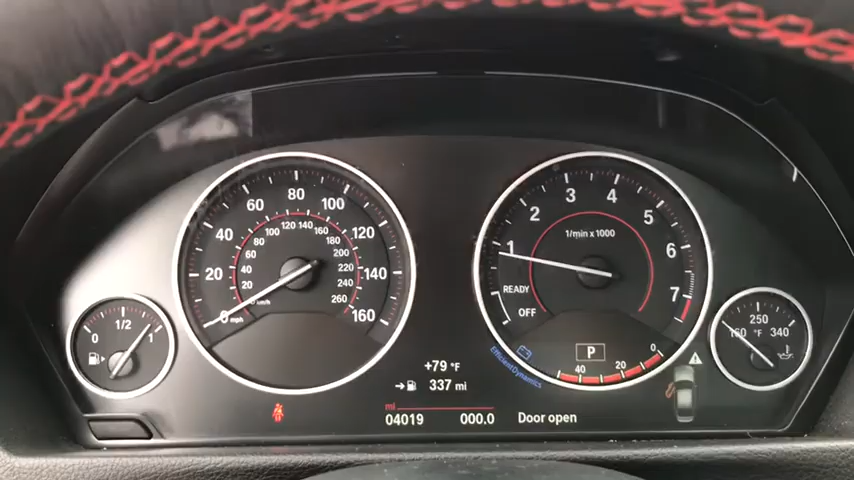 0 1/2 1
0 20 40 60 80 100 120 140 160
mph
20 40 60 80 100 120 140 160 180 200 220 240 260
km/h
1 2 3 4 5 6 7
1/min x 1000
READY
OFF
P
40 20 0
EfficientDynamics
250
°F 340
+79 °F
337 mi
mi
04019 000.0
Door open